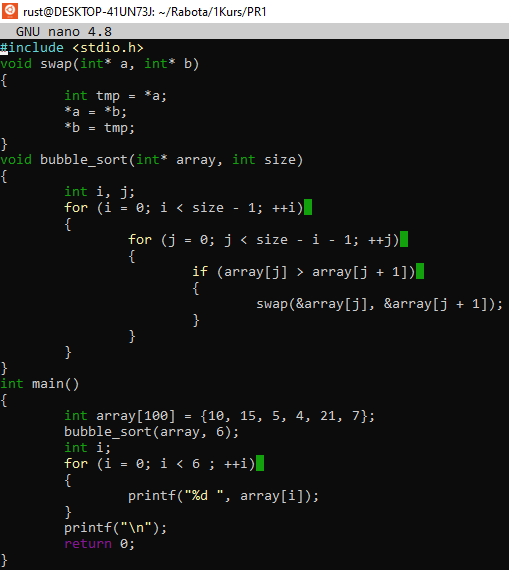 rust@DESKTOP-41UN73J: ~/Rabota/1Kurs/PR1
GNU nano 4.8
#include <stdio.h>
void swap(int* a, int* b)
{
        int tmp = *a;
        *a = *b;
        *b = tmp;
}
void bubble_sort(int* array, int size)
{
        int i, j;
        for (i = 0; i < size - 1; ++i)
        {
                for (j = 0; j < size - i - 1; ++j)
                {
                        if (array[j] > array[j + 1])
                        {
                                swap(&array[j], &array[j + 1]);
                        }
                }
        }
}
int main()
{
        int array[100] = {10, 15, 5, 4, 21, 7};
        bubble_sort(array, 6);
        int i;
        for (i = 0; i < 6 ; ++i)
        {
                printf("%d ", array[i]);
        }
        printf("\n");
        return 0;
}